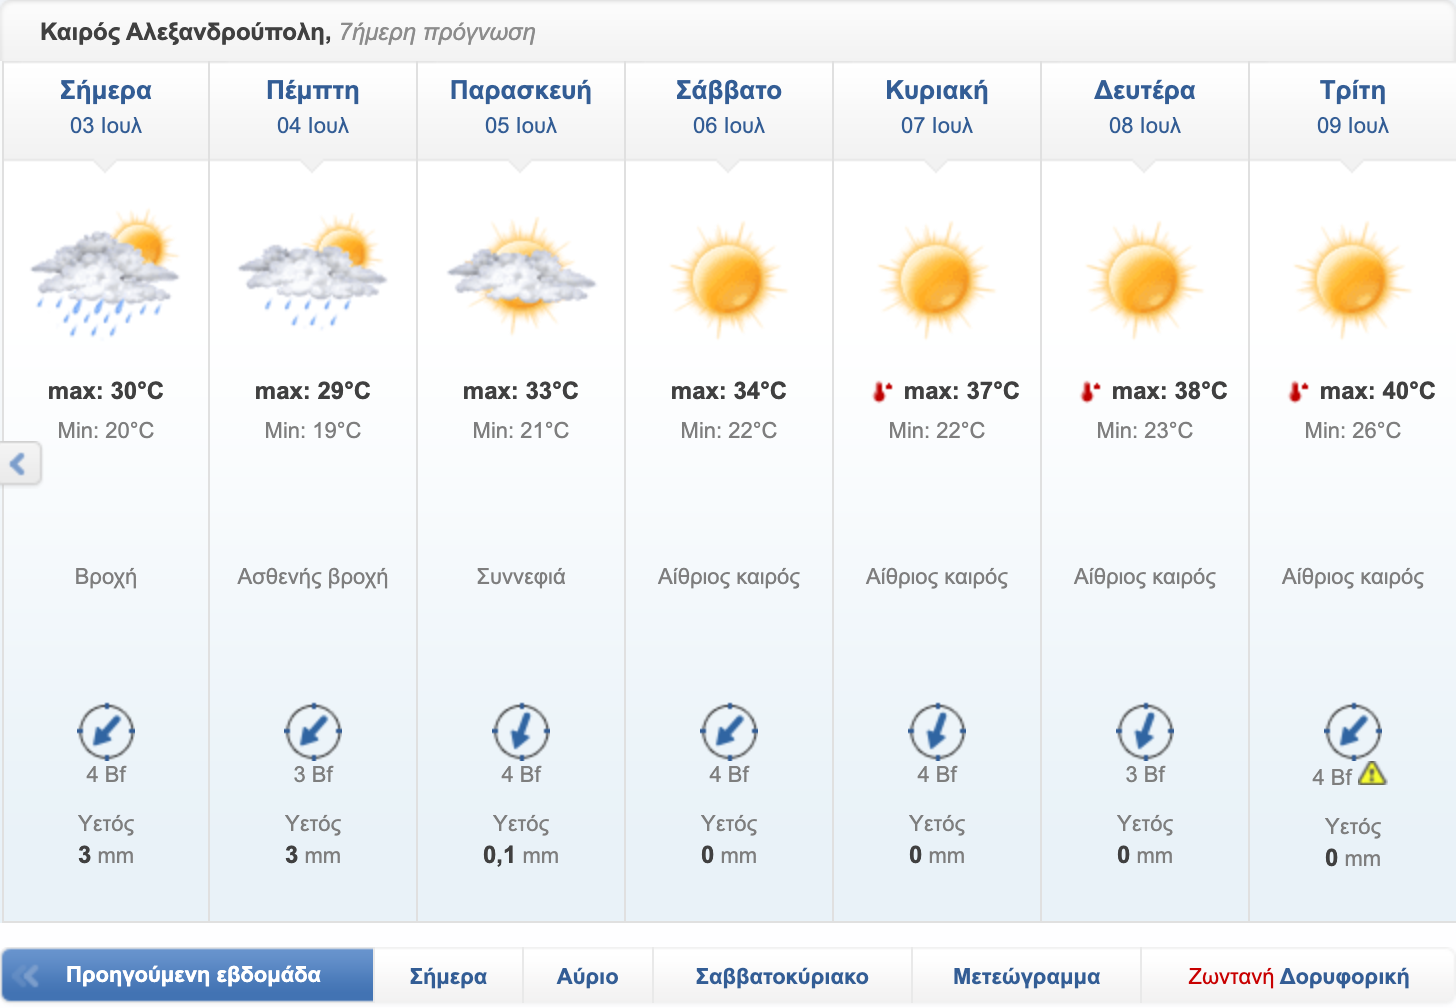 Καιρός Αλεξανδρούπολη, 7ήμερη πρόγνωση
Σήμερα Πέμπτη Παρασκευή Σάββατο Κυριακή Δευτέρα Τρίτη
03 Ιουλ 04 Ιουλ 05 Ιουλ 06 Ιουλ 07 Ιουλ 08 Ιουλ 09 Ιουλ
max: 30°C max: 29°C max: 33°C max: 34°C max: 37°C max: 38°C max: 40°C
Min: 20°C Min: 19°C Min: 21°C Min: 22°C Min: 22°C Min: 23°C Min: 26°C
Βροχή Ασθενής βροχή Συννεφιά Αίθριος καιρός Αίθριος καιρός Αίθριος καιρός Αίθριος καιρός
4 Bf 3 Bf 4 Bf 4 Bf 4 Bf 3 Bf 4 Bf
Υετός Υετός Υετός Υετός Υετός Υετός Υετός
3 mm 3 mm 0,1 mm 0 mm 0 mm 0 mm 0 mm
Προηγούμενη εβδομάδα Σήμερα Αύριο Σαββατοκύριακο Μετεώγραμμα Ζωντανή Δορυφορική